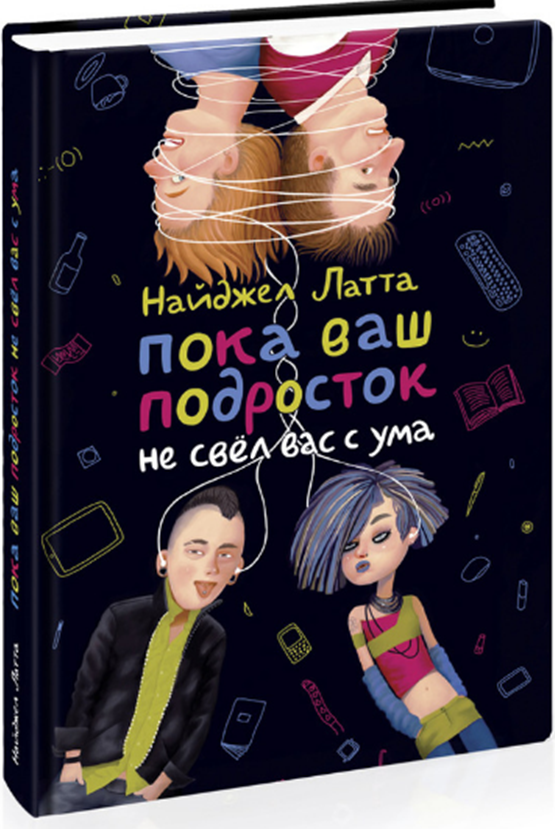 Найджел Латта
пока ваш
подросток
не свёл вас с ума
Найджел Латта пока ваш подросток не свёл вас с ума